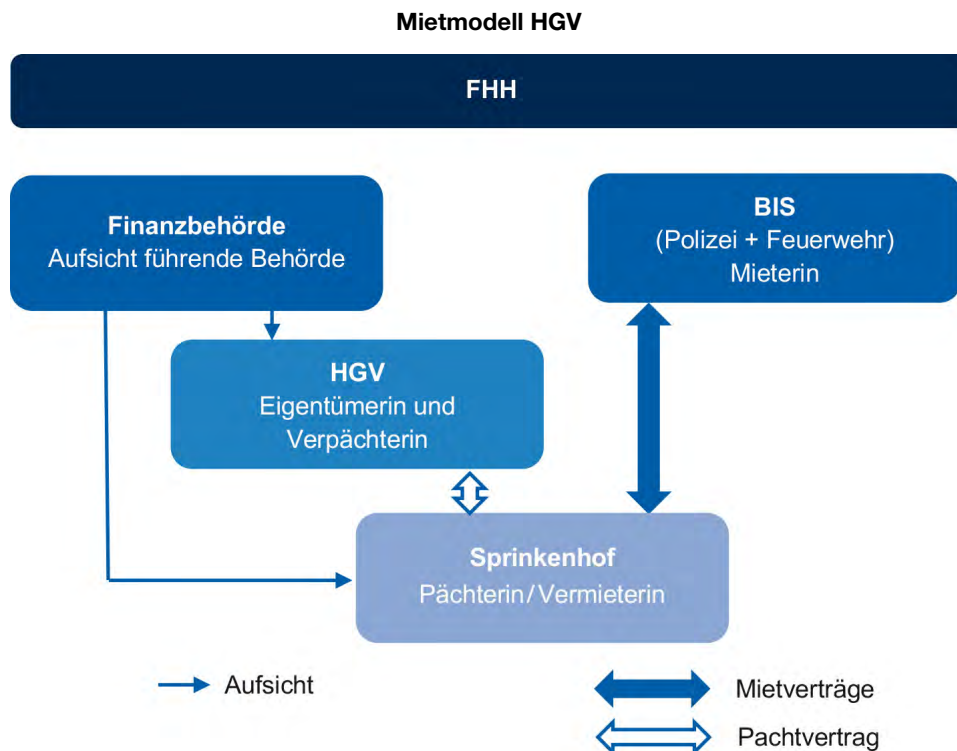 Mietmodell HGV
FHH
Finanzbehörde
Aufsicht führende Behörde
BIS
(Polizei + Feuerwehr)
Mieterin
HGV
Eigentümerin und
Verpächterin
Sprinkenhof
Pächterin/Vermieterin
Aufsicht
Mietverträge
Pachtvertrag